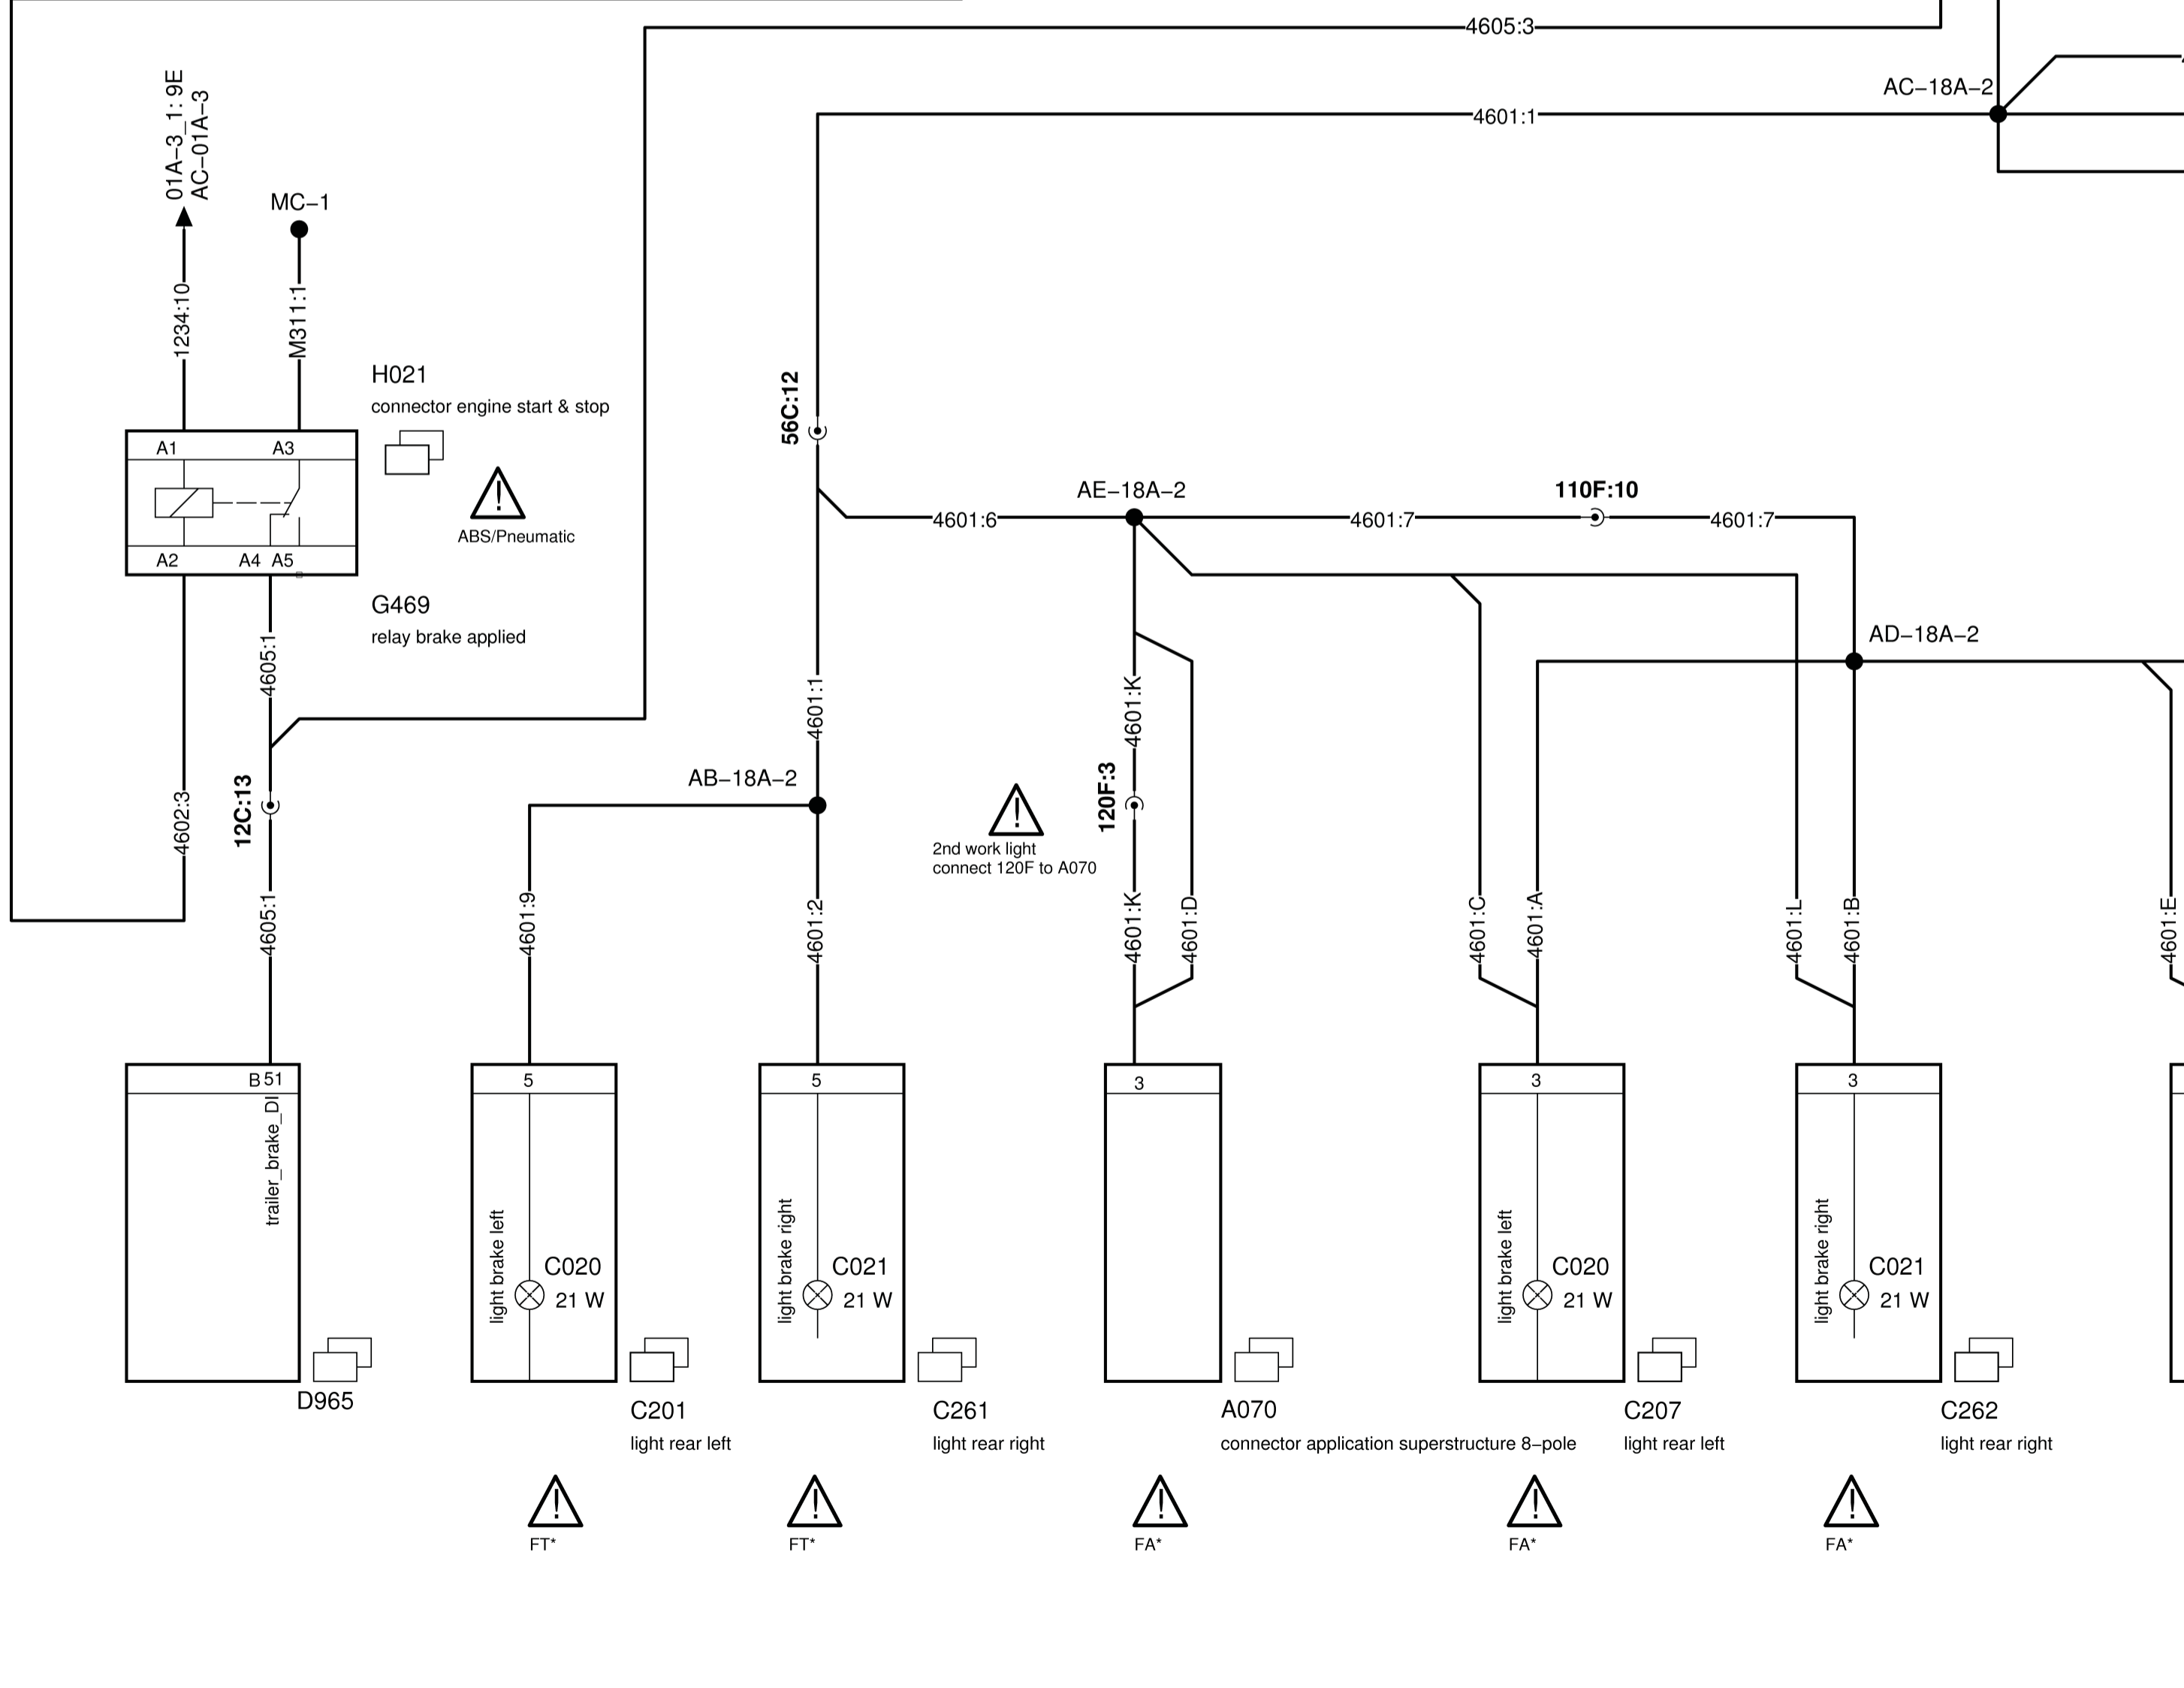 4605:3
AC–18A–2
4601:1
01A–3_1: 9E
AC–01A–3
MC–1
1234:10
M311:1
H021
connector engine start & stop
A1
A3
ABS/Pneumatic
A2
A4
A5
G469
relay brake applied
56C:12
AE–18A–2
110F:10
4601:6
4601:7
4601:7
AD–18A–2
4605:1
4601:1
4601:K
4602:3
12C:13
AB–18A–2
120F:3
2nd work light
connect 120F to A070
4605:1
4601:9
4601:2
4601:K
4601:D
4601:C
4601:A
4601:L
4601:B
4601:E
B 51
trailer_brake_DI
D965
5
light brake left
C020
21 W
C201
light rear left
FT*
5
light brake right
C021
21 W
C261
light rear right
FT*
3
A070
connector application superstructure 8–pole
FA*
3
light brake left
C020
21 W
C207
light rear left
FA*
3
light brake right
C021
21 W
C262
light rear right
FA*